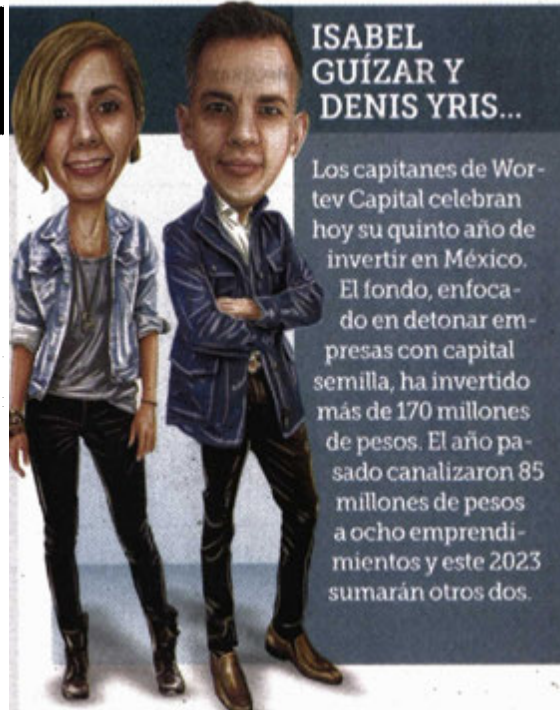 ISABEL
GUÍZAR Y
DENIS YRIS...
Los capitanes de Wor-
tev Capital celebran
hoy su quinto año de
invertir en México.
El fondo, enfoca-
do en detonar em-
presas con capital
semilla, ha invertido
más de 170 millones
de pesos. El año pa-
sado canalizaron 85
millones de pesos
a ocho emprendi-
mientos y este 2023
sumarán otros dos.